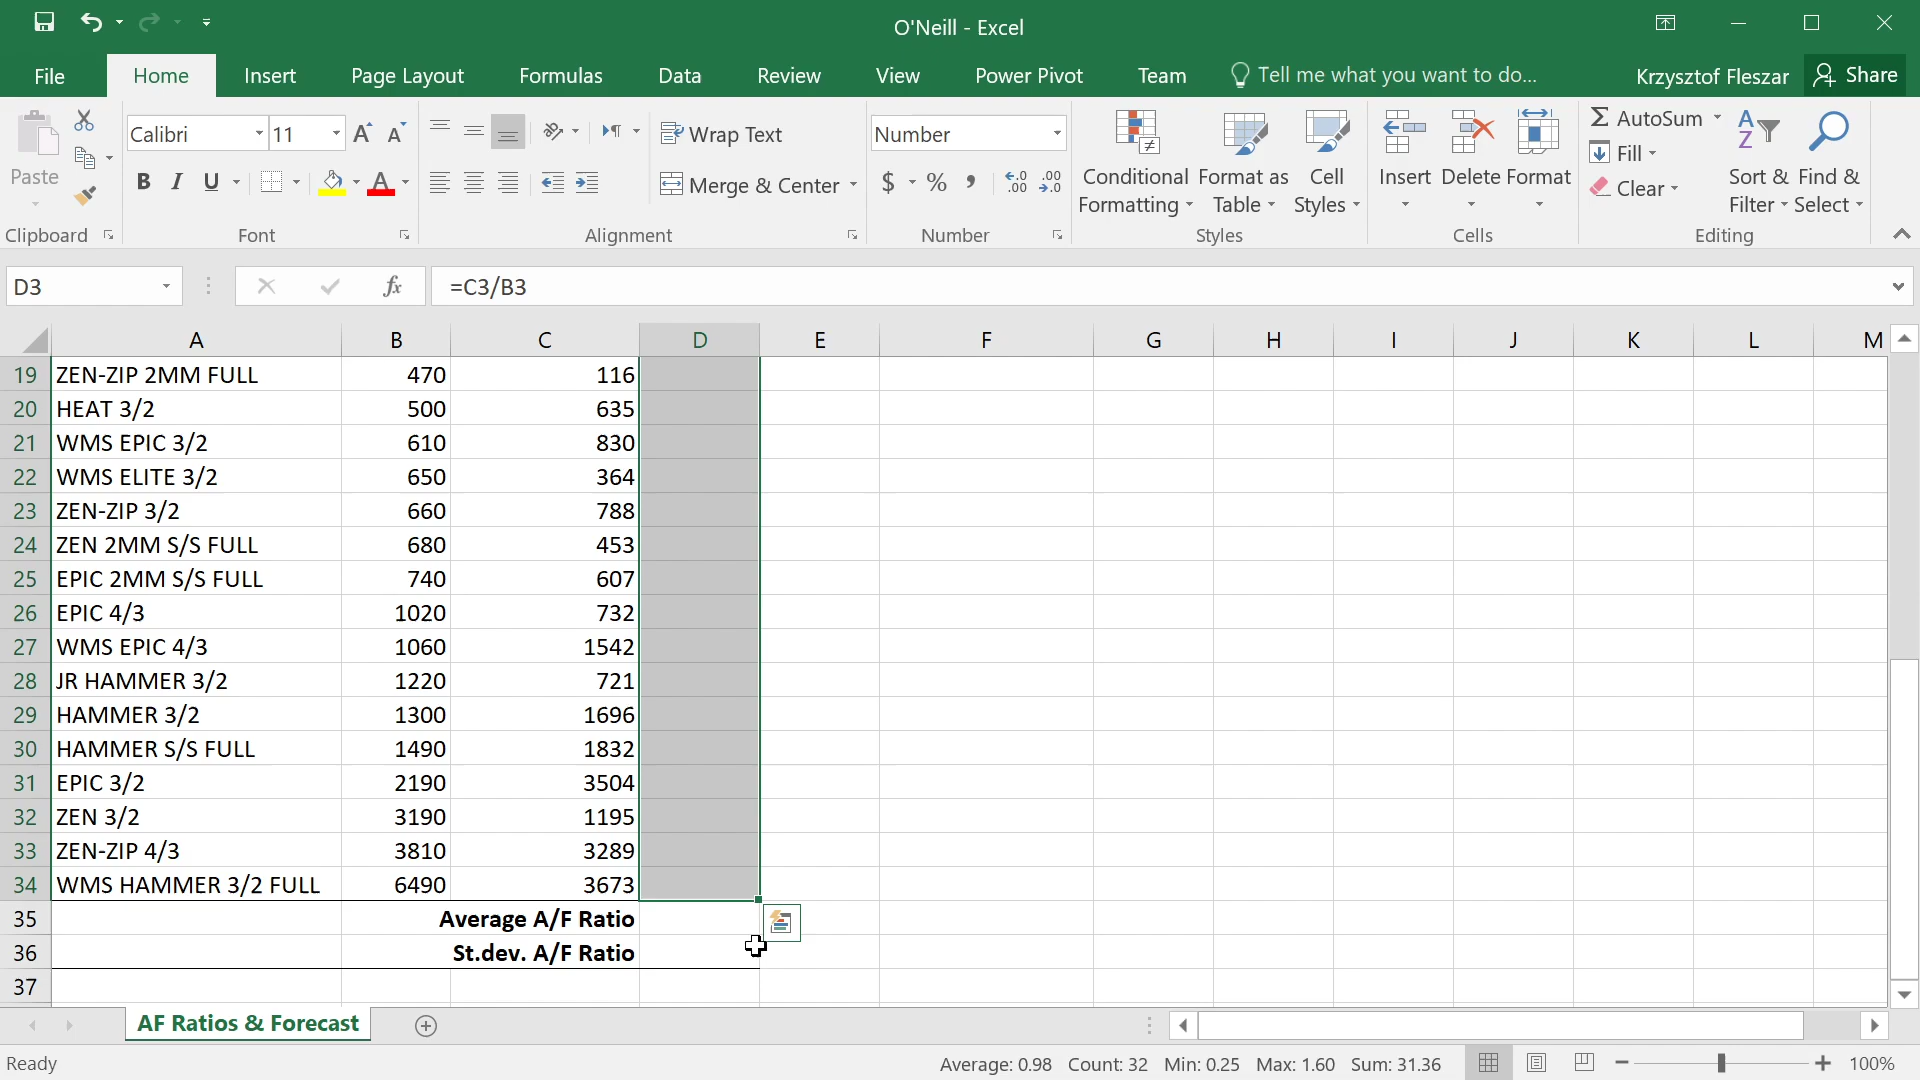 O'Neill - Excel
File Home Insert Page Layout Formulas Data Review View Power Pivot Team Tell me what you want to do... Krzysztof Fleszar Share
Paste
Calibri 11
B I U A
Wrap Text
Merge & Center
Number
$ % ,
Conditional Formatting
Format as Table
Cell Styles
Insert Delete Format
AutoSum
Fill
Clear
Sort & Filter
Find & Select
Clipboard Font Alignment Number Styles Cells Editing
D3 fx =C3/B3
A B C D E F G H I J K L M
19 ZEN-ZIP 2MM FULL 470 116
20 HEAT 3/2 500 635
21 WMS EPIC 3/2 610 830
22 WMS ELITE 3/2 650 364
23 ZEN-ZIP 3/2 660 788
24 ZEN 2MM S/S FULL 680 453
25 EPIC 2MM S/S FULL 740 607
26 EPIC 4/3 1020 732
27 WMS EPIC 4/3 1060 1542
28 JR HAMMER 3/2 1220 721
29 HAMMER 3/2 1300 1696
30 HAMMER S/S FULL 1490 1832
31 EPIC 3/2 2190 3504
32 ZEN 3/2 3190 1195
33 ZEN-ZIP 4/3 3810 3289
34 WMS HAMMER 3/2 FULL 6490 3673
35 Average A/F Ratio
36 St.dev. A/F Ratio
37
AF Ratios & Forecast
Ready Average: 0.98 Count: 32 Min: 0.25 Max: 1.60 Sum: 31.36 100%